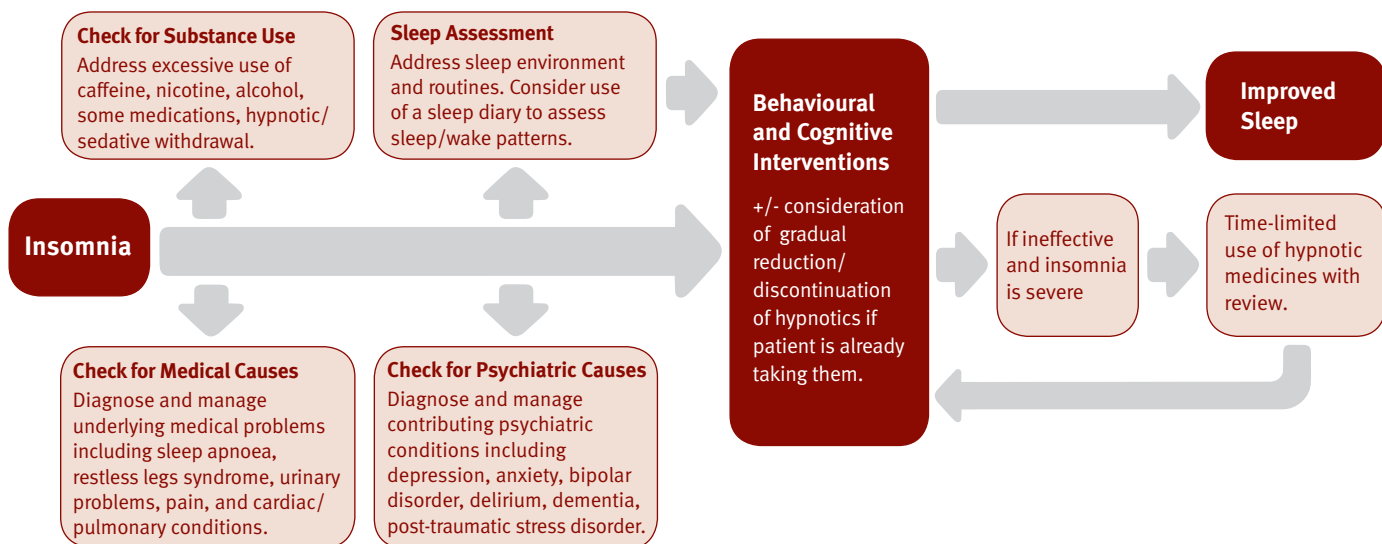 Insomnia
Check for Substance Use
Address excessive use of
caffeine, nicotine, alcohol,
some medications, hypnotic/
sedative withdrawal.
Sleep Assessment
Address sleep environment
and routines. Consider use
of a sleep diary to assess
sleep/wake patterns.
Check for Medical Causes
Diagnose and manage
underlying medical problems
including sleep apnoea,
restless legs syndrome, urinary
problems, pain, and cardiac/
pulmonary conditions.
Check for Psychiatric Causes
Diagnose and manage
contributing psychiatric
conditions including
depression, anxiety, bipolar
disorder, delirium, dementia,
post-traumatic stress disorder.
Behavioural
and Cognitive
Interventions
+/- consideration
of gradual
reduction/
discontinuation
of hypnotics if
patient is already
taking them.
Improved
Sleep
If ineffective
and insomnia
is severe
Time-limited
use of hypnotic
medicines with
review.